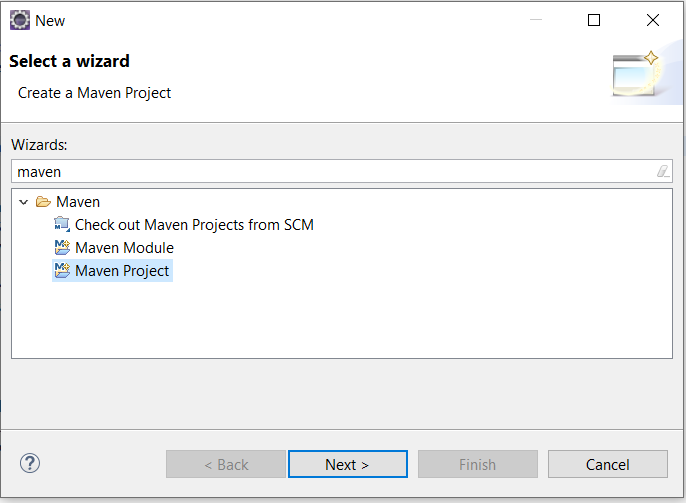 New
Select a wizard
Create a Maven Project
Wizards:
maven
Maven
Check out Maven Projects from SCM
Maven Module
Maven Project
< Back Next > Finish Cancel